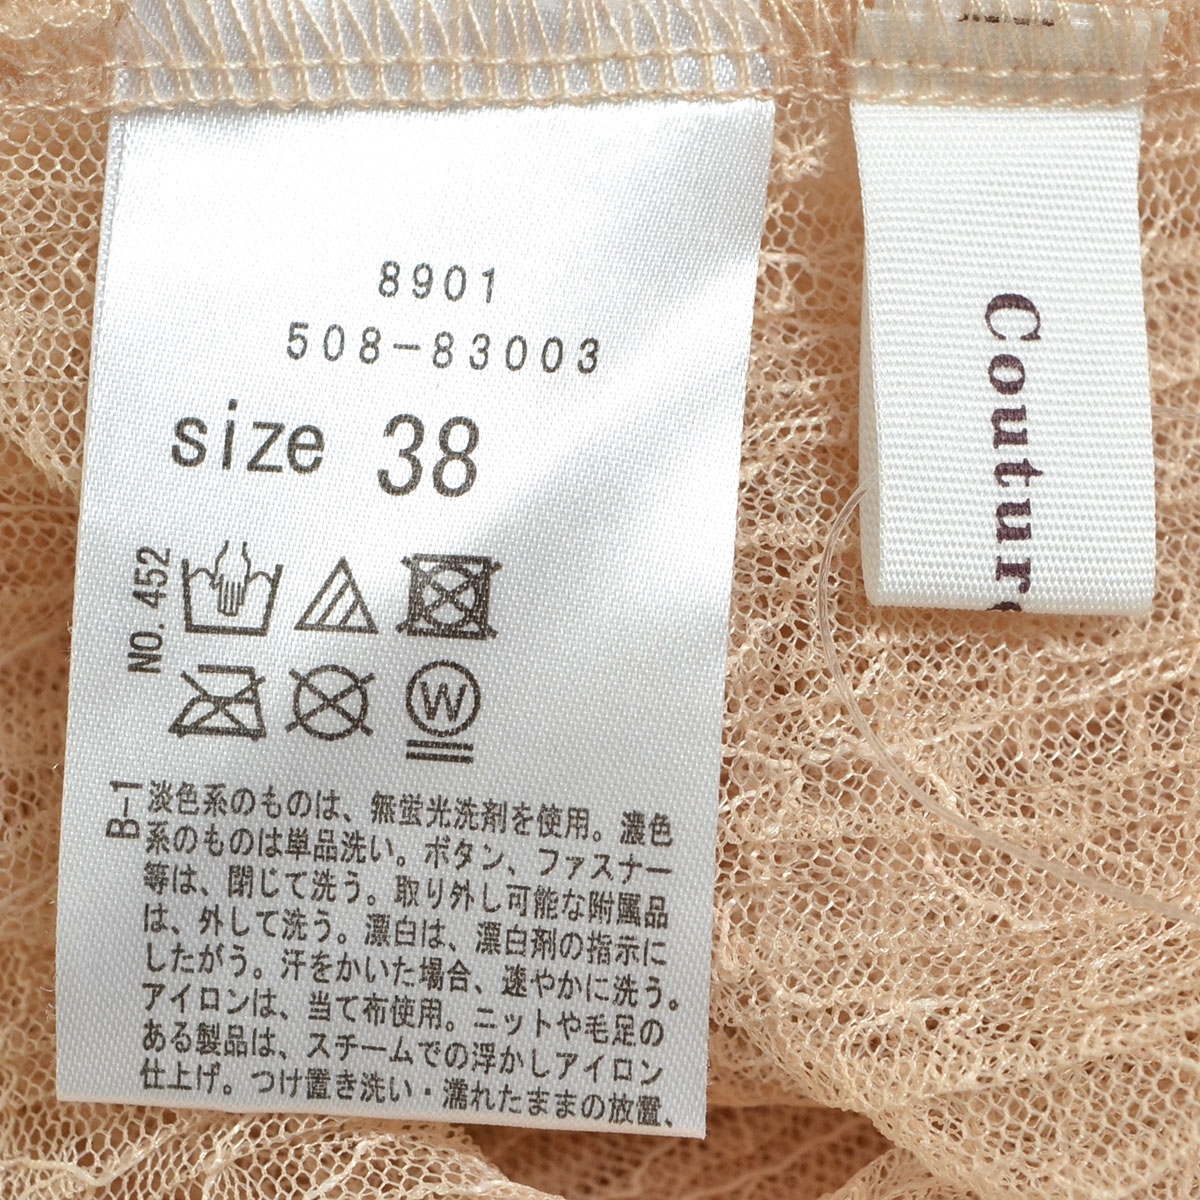 8901
508-83003
size 38
NO. 452
W
B-1
淡色系のものは、無蛍光洗剤を使用。濃色
系のものは単品洗い。ボタン、ファスナー
等は、閉じて洗う。取り外し可能な附属品
は、外して洗う。漂白は、漂白剤の指示に
したがう。汗をかいた場合、速やかに洗う。
アイロンは、当て布使用。ニットや毛足の
ある製品は、スチームでの浮かしアイロン
仕上げ。つけ置き洗い・濡れたままの放置、
Couture